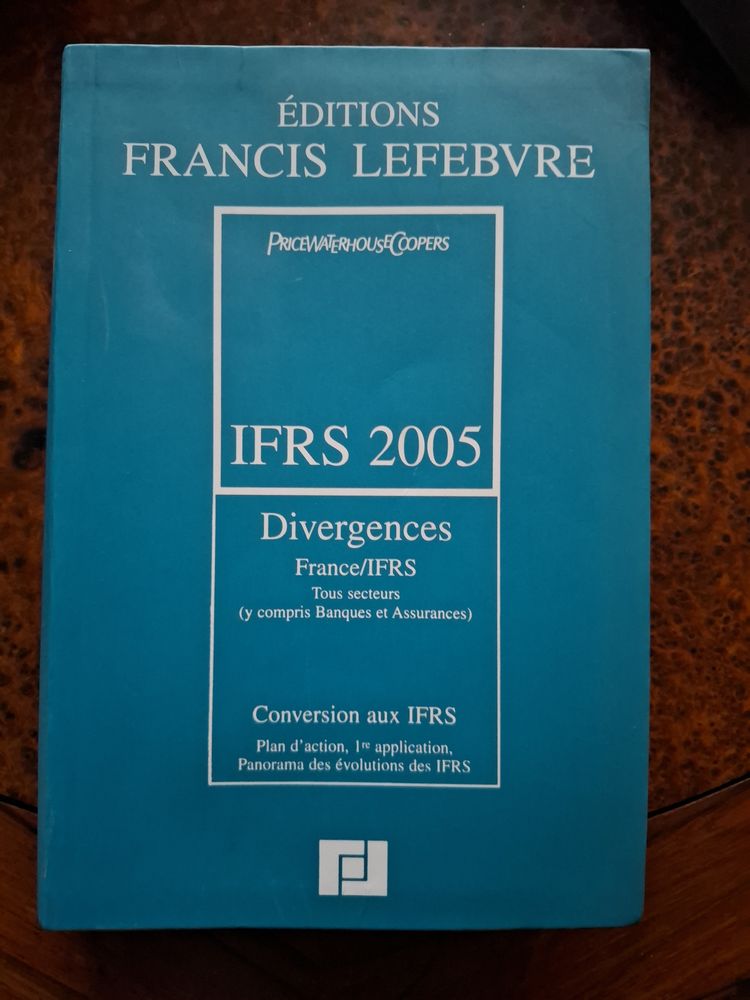 ÉDITIONS
FRANCIS LEFEBVRE
PRICEWATERHOUSECOOPERS
IFRS 2005
Divergences
France/IFRS
Tous secteurs
(y compris Banques et Assurances)
Conversion aux IFRS
Plan d'action, 1re application,
Panorama des évolutions des IFRS